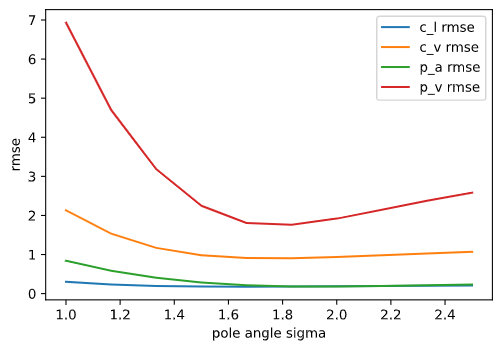 7
6
5
4
3
2
1
0
rmse
1.0 1.2 1.4 1.6 1.8 2.0 2.2 2.4
pole angle sigma
c_l rmse
c_v rmse
p_a rmse
p_v rmse